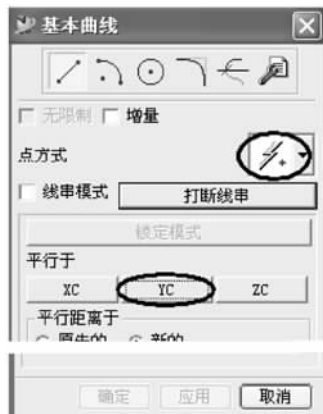 基本曲线
无限制 增量
点方式
线串模式 打断线串
锁定模式
平行于
XC YC ZC
平行距离于
原先的 新的
确定 应用 取消